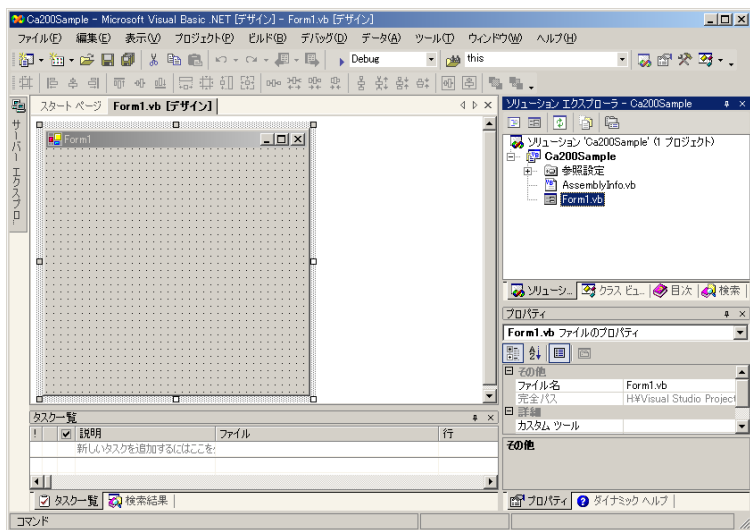 Ca200Sample - Microsoft Visual Basic .NET [デザイン] - Form1.vb [デザイン]
ファイル(F) 編集(E) 表示(V) プロジェクト(P) ビルド(B) デバッグ(D) データ(A) ツール(T) ウィンドウ(W) ヘルプ(H)
Debug this
サーバー エクスプロー
スタート ページ Form1.vb [デザイン]
Form1
ソリューション エクスプローラ - Ca200Sample
ソリューション 'Ca200Sample' (1 プロジェクト)
Ca200Sample
参照設定
AssemblyInfo.vb
Form1.vb
ソリューシ... クラス ビュ... 目次 検索
プロパティ
Form1.vb ファイルのプロパティ
その他
ファイル名 Form1.vb
完全パス H:¥Visual Studio Project
詳細
カスタム ツール
その他
プロパティ ダイナミック ヘルプ
タスク一覧
! 説明 ファイル 行
新しいタスクを追加するにはここを
タスク一覧 検索結果
コマンド